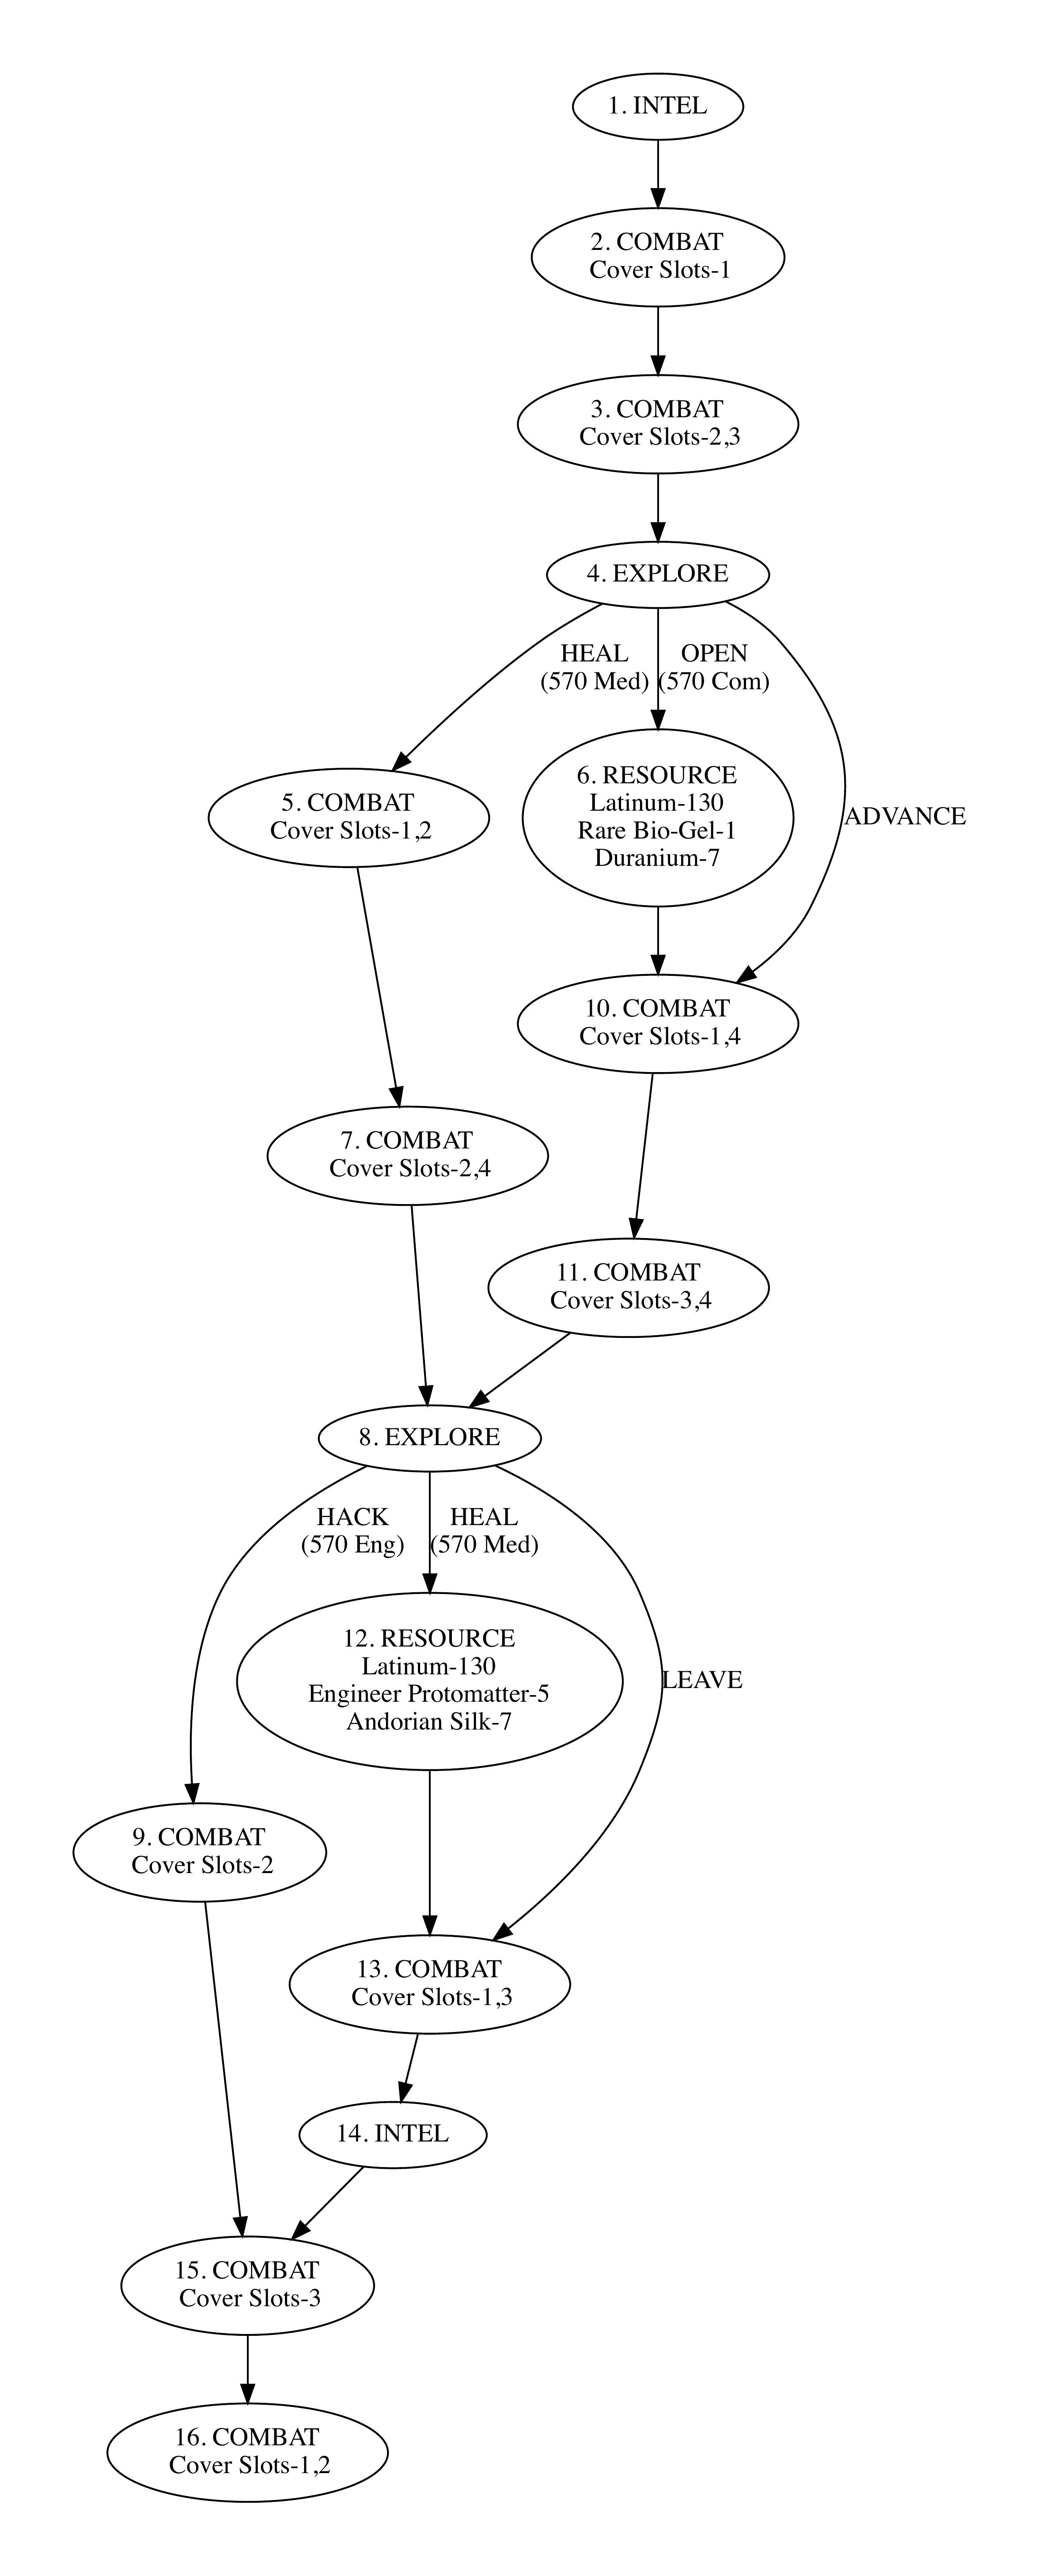 1. INTEL
2. COMBAT
Cover Slots-1
3. COMBAT
Cover Slots-2,3
4. EXPLORE
HEAL
(570 Med)
OPEN
(570 Com)
ADVANCE
5. COMBAT
Cover Slots-1,2
6. RESOURCE
Latinum-130
Rare Bio-Gel-1
Duranium-7
10. COMBAT
Cover Slots-1,4
7. COMBAT
Cover Slots-2,4
11. COMBAT
Cover Slots-3,4
8. EXPLORE
HACK
(570 Eng)
HEAL
(570 Med)
LEAVE
12. RESOURCE
Latinum-130
Engineer Protomatter-5
Andorian Silk-7
9. COMBAT
Cover Slots-2
13. COMBAT
Cover Slots-1,3
14. INTEL
15. COMBAT
Cover Slots-3
16. COMBAT
Cover Slots-1,2